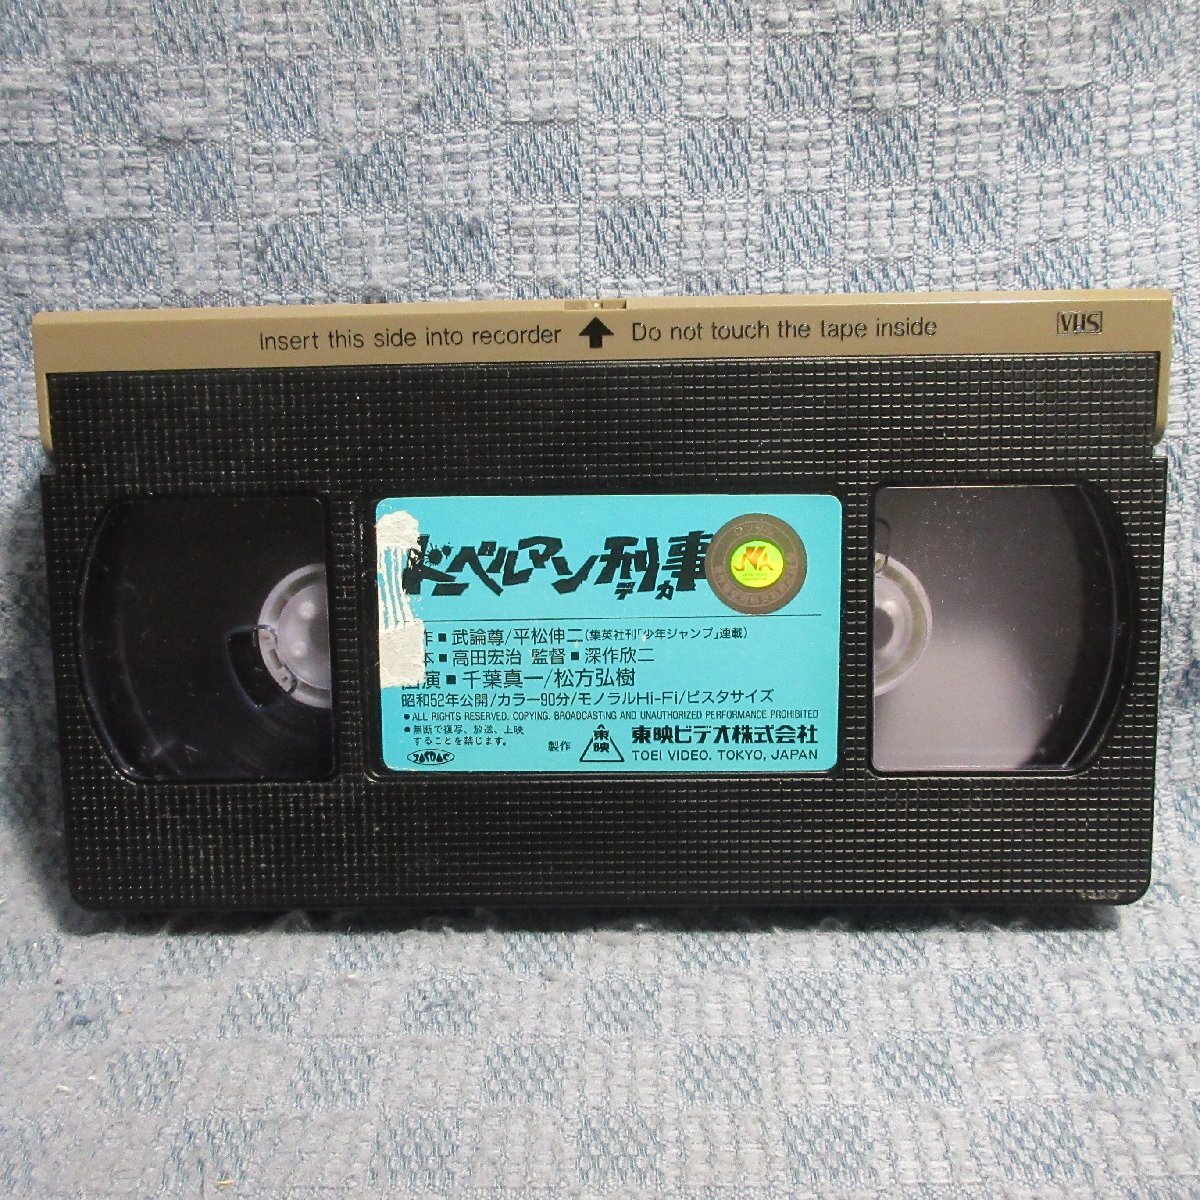 Insert this side into recorder Do not touch the tape inside VHS
ドーベルマン刑事
デカ
作■武論尊/平松伸二(集英社刊「少年ジャンプ」連載)
本■高田宏治 監督■深作欣二
出演■千葉真一/松方弘樹
昭和52年公開/カラー90分/モノラルHi-Fi/ビスタサイズ
●ALL RIGHTS RESERVED. COPYING, BROADCASTING AND UNAUTHORIZED PERFORMANCE PROHIBITED
●無断で複写、放送、上映
することを禁じます。
製作 東映 東映ビデオ株式会社
TOEI VIDEO. TOKYO, JAPAN